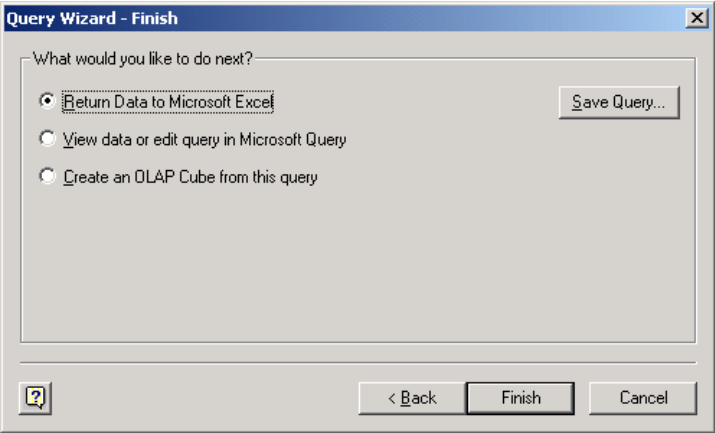 Query Wizard - Finish
What would you like to do next?
Return Data to Microsoft Excel
Save Query...
View data or edit query in Microsoft Query
Create an OLAP Cube from this query
?
< Back
Finish
Cancel